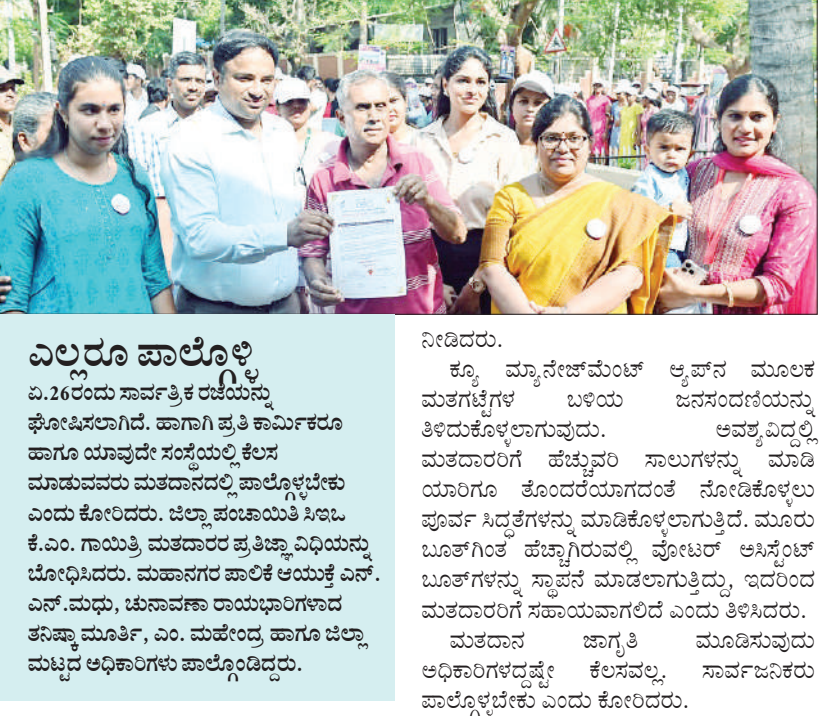 ಎಲ್ಲರೂ ಪಾಲ್ಗೊಳ್ಳಿ
ಏ.26ರಂದು ಸಾರ್ವತ್ರಿಕ ರಜೆಯನ್ನು
ಘೋಷಿಸಲಾಗಿದೆ. ಹಾಗಾಗಿ ಪ್ರತಿ ಕಾರ್ಮಿಕರೂ
ಹಾಗೂ ಯಾವುದೇ ಸಂಸ್ಥೆಯಲ್ಲಿ ಕೆಲಸ
ಮಾಡುವವರು ಮತದಾನದಲ್ಲಿ ಪಾಲ್ಗೊಳ್ಳಬೇಕು
ಎಂದು ಕೋರಿದರು. ಜಿಲ್ಲಾ ಪಂಚಾಯಿತಿ ಸಿಇಒ
ಕೆ.ಎಂ. ಗಾಯಿತ್ರಿ ಮತದಾರರ ಪ್ರತಿಜ್ಞಾ ವಿಧಿಯನ್ನು
ಬೋಧಿಸಿದರು. ಮಹಾನಗರ ಪಾಲಿಕೆ ಆಯುಕ್ತೆ ಎನ್.
ಎನ್.ಮಧು, ಚುನಾವಣಾ ರಾಯಭಾರಿಗಳಾದ
ತನಿಷ್ಕಾ ಮೂರ್ತಿ, ಎಂ. ಮಹೇಂದ್ರ ಹಾಗೂ ಜಿಲ್ಲಾ
ಮಟ್ಟದ ಅಧಿಕಾರಿಗಳು ಪಾಲ್ಗೊಂಡಿದ್ದರು.
ನೀಡಿದರು.
ಕ್ಯೂ ಮ್ಯಾನೇಜ್‌ಮೆಂಟ್ ಆ್ಯಪ್‌ನ ಮೂಲಕ
ಮತಗಟ್ಟೆಗಳ ಬಳಿಯ ಜನಸಂದಣಿಯನ್ನು
ತಿಳಿದುಕೊಳ್ಳಲಾಗುವುದು. ಅವಶ್ಯವಿದ್ದಲ್ಲಿ
ಮತದಾರರಿಗೆ ಹೆಚ್ಚುವರಿ ಸಾಲುಗಳನ್ನು ಮಾಡಿ
ಯಾರಿಗೂ ತೊಂದರೆಯಾಗದಂತೆ ನೋಡಿಕೊಳ್ಳಲು
ಪೂರ್ವ ಸಿದ್ಧತೆಗಳನ್ನು ಮಾಡಿಕೊಳ್ಳಲಾಗುತ್ತಿದೆ. ಮೂರು
ಬೂತ್‌ಗಿಂತ ಹೆಚ್ಚಾಗಿರುವಲ್ಲಿ ವೋಟರ್ ಅಸಿಸ್ಟೆಂಟ್
ಬೂತ್‌ಗಳನ್ನು ಸ್ಥಾಪನೆ ಮಾಡಲಾಗುತ್ತಿದ್ದು, ಇದರಿಂದ
ಮತದಾರರಿಗೆ ಸಹಾಯವಾಗಲಿದೆ ಎಂದು ತಿಳಿಸಿದರು.
ಮತದಾನ ಜಾಗೃತಿ ಮೂಡಿಸುವುದು
ಅಧಿಕಾರಿಗಳದ್ದಷ್ಟೇ ಕೆಲಸವಲ್ಲ. ಸಾರ್ವಜನಿಕರು
ಪಾಲ್ಗೊಳ್ಳಬೇಕು ಎಂದು ಕೋರಿದರು.